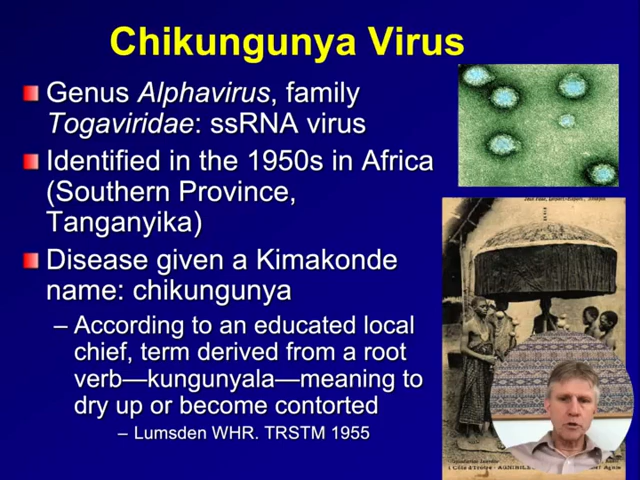 Chikungunya Virus
Genus Alphavirus, family
Togaviridae: ssRNA virus
Identified in the 1950s in Africa
(Southern Province,
Tanganyika)
Disease given a Kimakonde
name: chikungunya
– According to an educated local
chief, term derived from a root
verb—kungunyala—meaning to
dry up or become contorted
– Lumsden WHR. TRSTM 1955